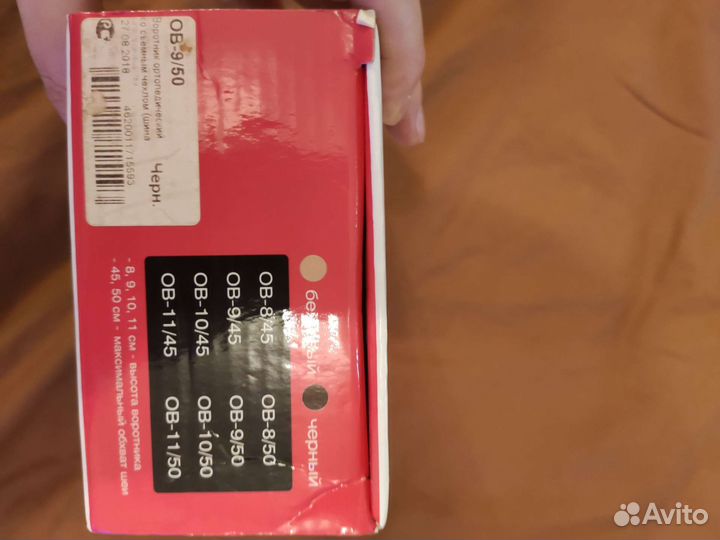 ОВ-9/50
Воротник ортопедический
со съемным чехлом (шина
27.08.2018
Черн.
4620011715593
бежевый черный
ОВ-8/45 ОВ-8/50
ОВ-9/45 ОВ-9/50
ОВ-10/45 ОВ-10/50
ОВ-11/45 ОВ-11/50
- 8, 9, 10, 11 см - высота воротника
- 45, 50 см - максимальный обхват шеи
Avito